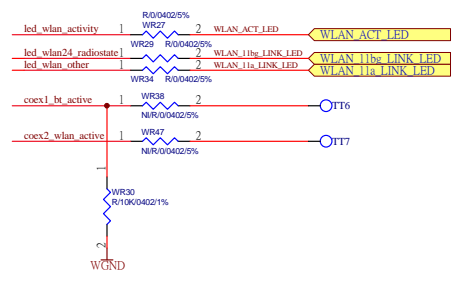 R/0/0402/5%
led_wlan_activity 1 WR27 2 WLAN_ACT_LED WLAN_ACT_LED
led_wlan24_radiostate 1 WR29 R/0/0402/5% 2 WLAN_11bg_LINK_LED WLAN_11bg_LINK_LED
led_wlan_other 1 2 WLAN_11a_LINK_LED WLAN_11a_LINK_LED
WR34 R/0/0402/5%
coex1_bt_active 1 WR38 2 TT6
NI/R/0/0402/5%
coex2_wlan_active 1 WR47 2 TT7
NI/R/0/0402/5%
1
WR30
R/10K/0402/1%
2
WGND